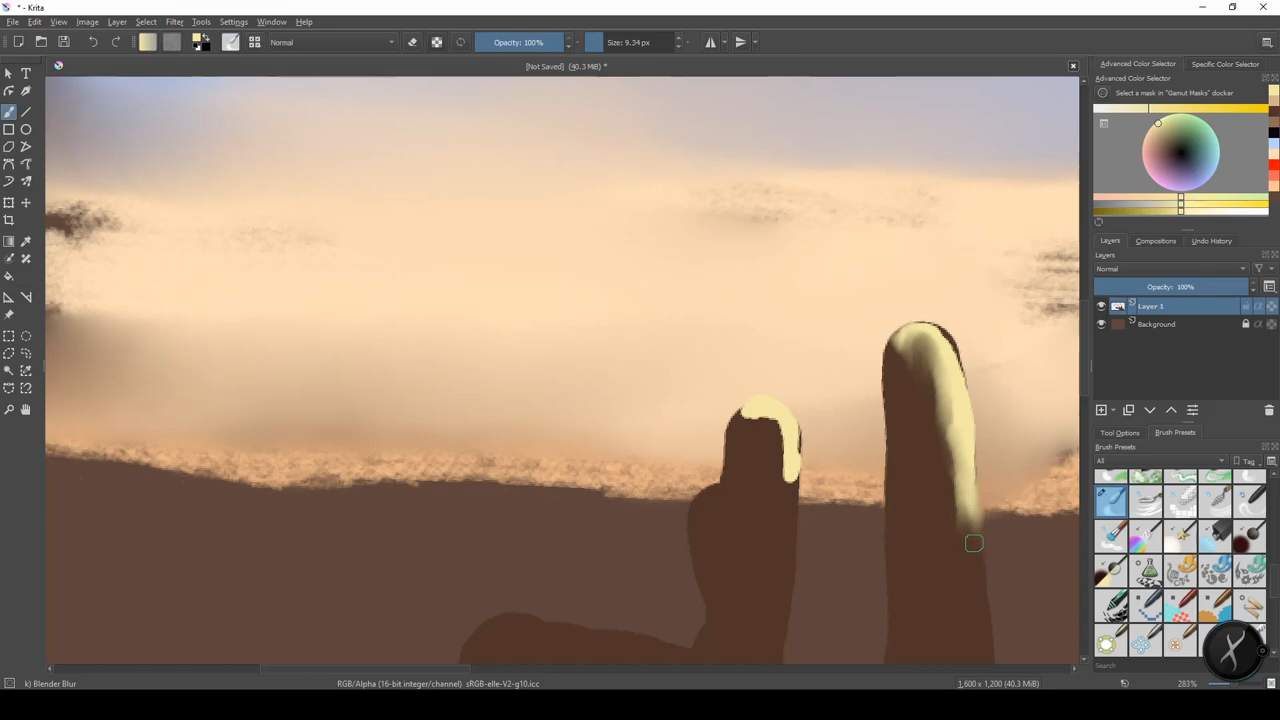 * - Krita
File Edit View Image Layer Select Filter Tools Settings Window Help
Normal Opacity: 100% Size: 9.34 px
[Not Saved] (40.3 MiB) *
Advanced Color Selector Specific Color Selector
Advanced Color Selector
Select a mask in "Gamut Masks" docker
Layers Compositions Undo History
Layers
Normal
Opacity: 100%
Layer 1
Background
Tool Options Brush Presets
Brush Presets
All Tag
Search
k) Blender Blur RGB/Alpha (16-bit integer/channel) sRGB-elle-V2-g10.icc 1,600 x 1,200 (40.3 MiB) 283%